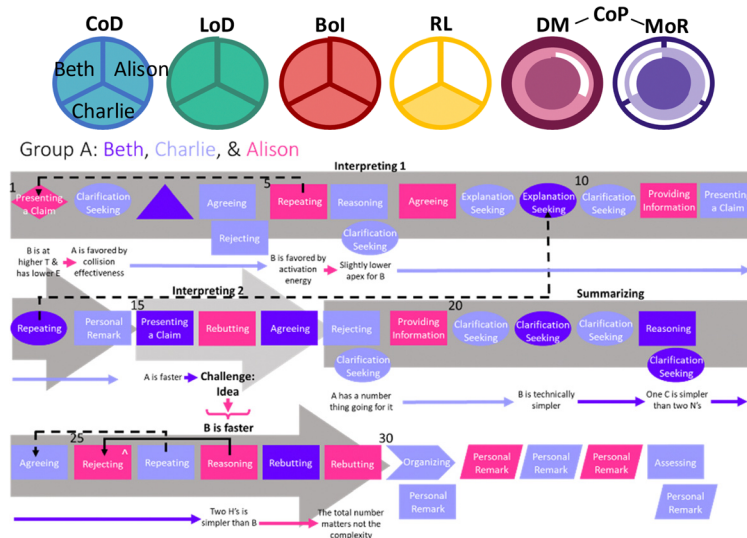 CoD LoD BoI RL DM CoP MoR
Beth Alison
Charlie
Group A: Beth, Charlie, & Alison
Interpreting 1
1 5 10
Presenting a Claim
Clarification Seeking
Agreeing
Rejecting
Repeating
Reasoning
Clarification Seeking
Agreeing
Explanation Seeking
Explanation Seeking
Clarification Seeking
Providing Information
Presenting a Claim
B is at higher T & has lower E
A is favored by collision effectiveness
B is favored by activation energy
Slightly lower apex for B
Interpreting 2
15 20
Summarizing
Repeating
Personal Remark
Presenting a Claim
Rebutting
Agreeing
Rejecting
Clarification Seeking
Providing Information
Clarification Seeking
Clarification Seeking
Clarification Seeking
Reasoning
Clarification Seeking
A is faster
Challenge: Idea
B is faster
A has a number thing going for it
B is technically simpler
One C is simpler than two N's
25 30
Agreeing
Rejecting ^
Repeating
Reasoning
Rebutting
Rebutting
Organizing
Personal Remark
Personal Remark
Personal Remark
Personal Remark
Assessing
Personal Remark
Two H's is simpler than B
The total number matters not the complexity